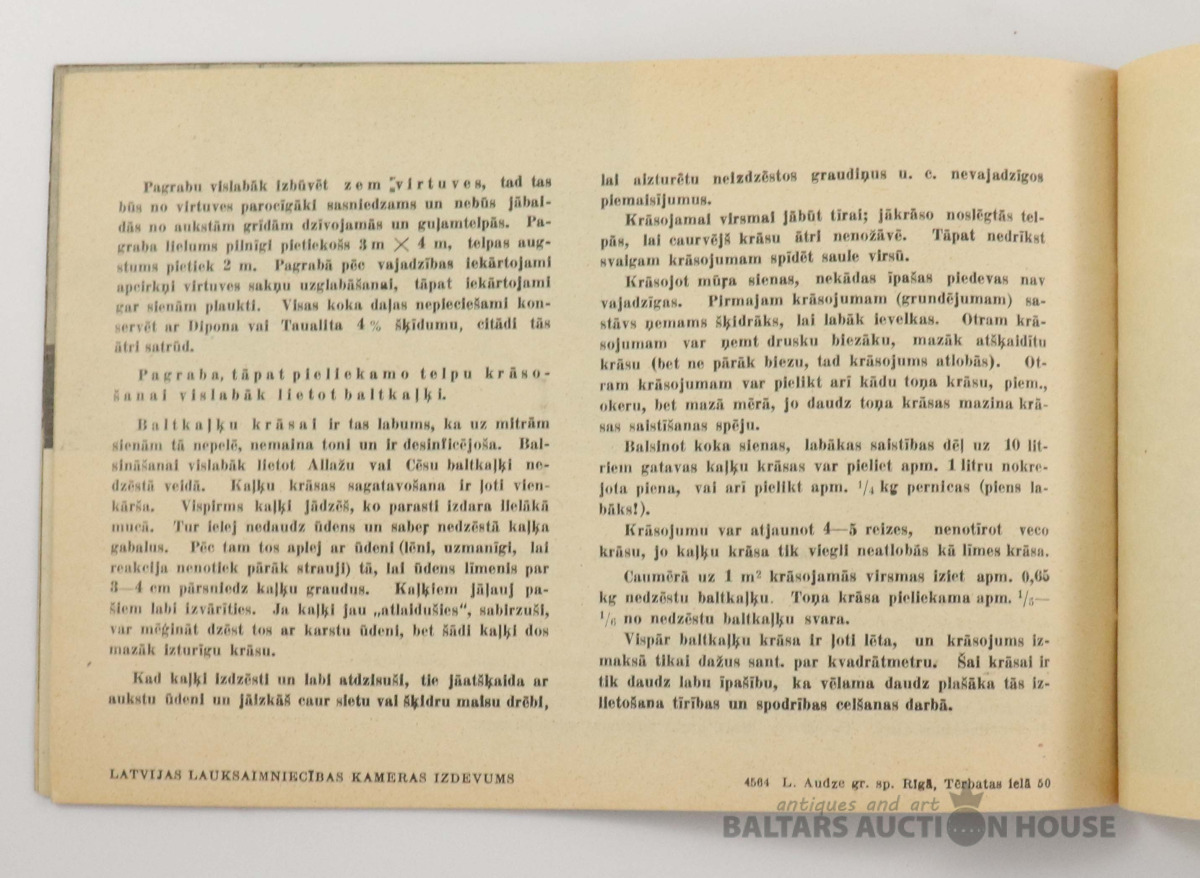 Pagrabu vislabāk izbūvēt zem virtuves, tad tas
būs no virtuves parocīgāki sasniedzams un nebūs jābai-
dās no aukstām grīdām dzīvojamās un guļamtelpās. Pa-
graba lielums pilnīgi pietiekošs 3 m × 4 m, telpas aug-
stums pietiek 2 m. Pagrabā pēc vajadzības iekārtojami
apcirkņi virtuves sakņu uzglabāšanai, tāpat iekārtojami
gar sienām plaukti. Visas koka daļas nepieciešami kon-
servēt ar Dipona vai Taualita 4 % šķīdumu, citādi tās
ātri satrūd.
Pagraba, tāpat pieliekamo telpu krāso-
šanai vislabāk lietot baltkaļķi.
Baltkaļķu krāsai ir tas labums, ka uz mitrām
sienām tā nepelē, nemaina toni un ir desinficējoša. Bal-
sināšanai vislabāk lietot Allažu vai Cēsu baltkaļķi ne-
dzēstā veidā. Kaļķu krāsas sagatavošana ir ļoti vien-
kārša. Vispirms kaļķi jādzēš, ko parasti izdara lielākā
mucā. Tur ielej nedaudz ūdens un saber nedzēstā kaļķa
gabalus. Pēc tam tos aplej ar ūdeni (lēni, uzmanīgi, lai
reakcija nenotiek pārāk strauji) tā, lai ūdens līmenis par
3—4 cm pārsniedz kaļķu graudus. Kaļķiem jāļauj pa-
šiem labi izvārīties. Ja kaļķi jau „atlaidušies“, sabirzuši,
var mēģināt dzēst tos ar karstu ūdeni, bet šādi kaļķi dos
mazāk izturīgu krāsu.
Kad kaļķi izdzēsti un labi atdzisuši, tie jāatšķaida ar
aukstu ūdeni un jāizkāš caur sietu vai šķidru maisu drēbi,
LATVIJAS LAUKSAIMNIECĪBAS KAMERAS IZDEVUMS
lai aizturētu neizdzēstos graudiņus u. c. nevajadzīgos
piemaisījumus.
Krāsojamai virsmai jābūt tīrai; jākrāso noslēgtās tel-
pās, lai caurvējš krāsu ātri nenožāvē. Tāpat nedrīkst
svaigam krāsojumam spīdēt saule virsū.
Krāsojot mūŗa sienas, nekādas īpašas piedevas nav
vajadzīgas. Pirmajam krāsojumam (grundējumam) sa-
stāvs ņemams šķidrāks, lai labāk ievelkas. Otram krā-
sojumam var ņemt drusku biezāku, mazāk atšķaidītu
krāsu (bet ne pārāk biezu, tad krāsojums atlobās). Ot-
ram krāsojumam var pielikt arī kādu toņa krāsu, piem.,
okeru, bet mazā mērā, jo daudz toņa krāsas mazina krā-
sas saistīšanas spēju.
Balsinot koka sienas, labākas saistības dēļ uz 10 lit-
riem gatavas kaļķu krāsas var pieliet apm. 1 litru nokre-
jota piena, vai arī pielikt apm. 1/4 kg pernicas (piens la-
bāks!).
Krāsojumu var atjaunot 4—5 reizes, nenotīrot veco
krāsu, jo kaļķu krāsa tik viegli neatlobās kā līmes krāsa.
Caumērā uz 1 m² krāsojamās virsmas iziet apm. 0,65
kg nedzēstu baltkaļķu. Toņa krāsa pieliekama apm. 1/5—
1/6 no nedzēstu baltkaļķu svara.
Vispār baltkaļķu krāsa ir ļoti lēta, un krāsojums iz-
maksā tikai dažus sant. par kvadrātmetru. Šai krāsai ir
tik daudz labu īpašību, ka vēlama daudz plašāka tās iz-
lietošana tīrības un spodrības celšanas darbā.
4564 L. Audze gr. sp. Rīgā, Tērbatas ielā 50
antiques and art
BALTARS AUCTION HOUSE